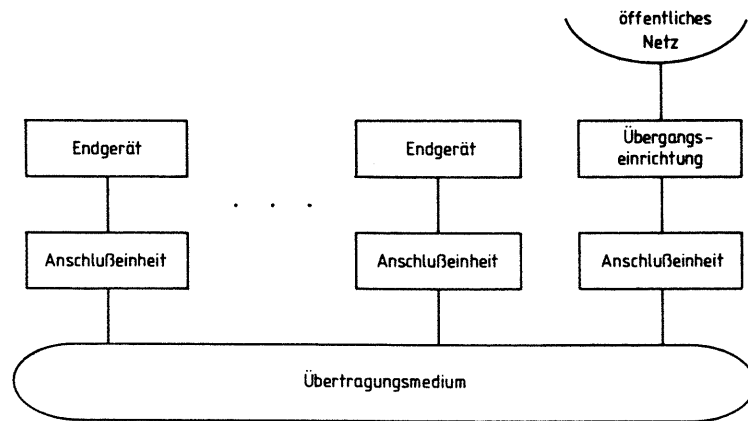 öffentliches
Netz
Endgerät
Endgerät
Übergangs-
einrichtung
. . .
Anschlußeinheit
Anschlußeinheit
Anschlußeinheit
Übertragungsmedium